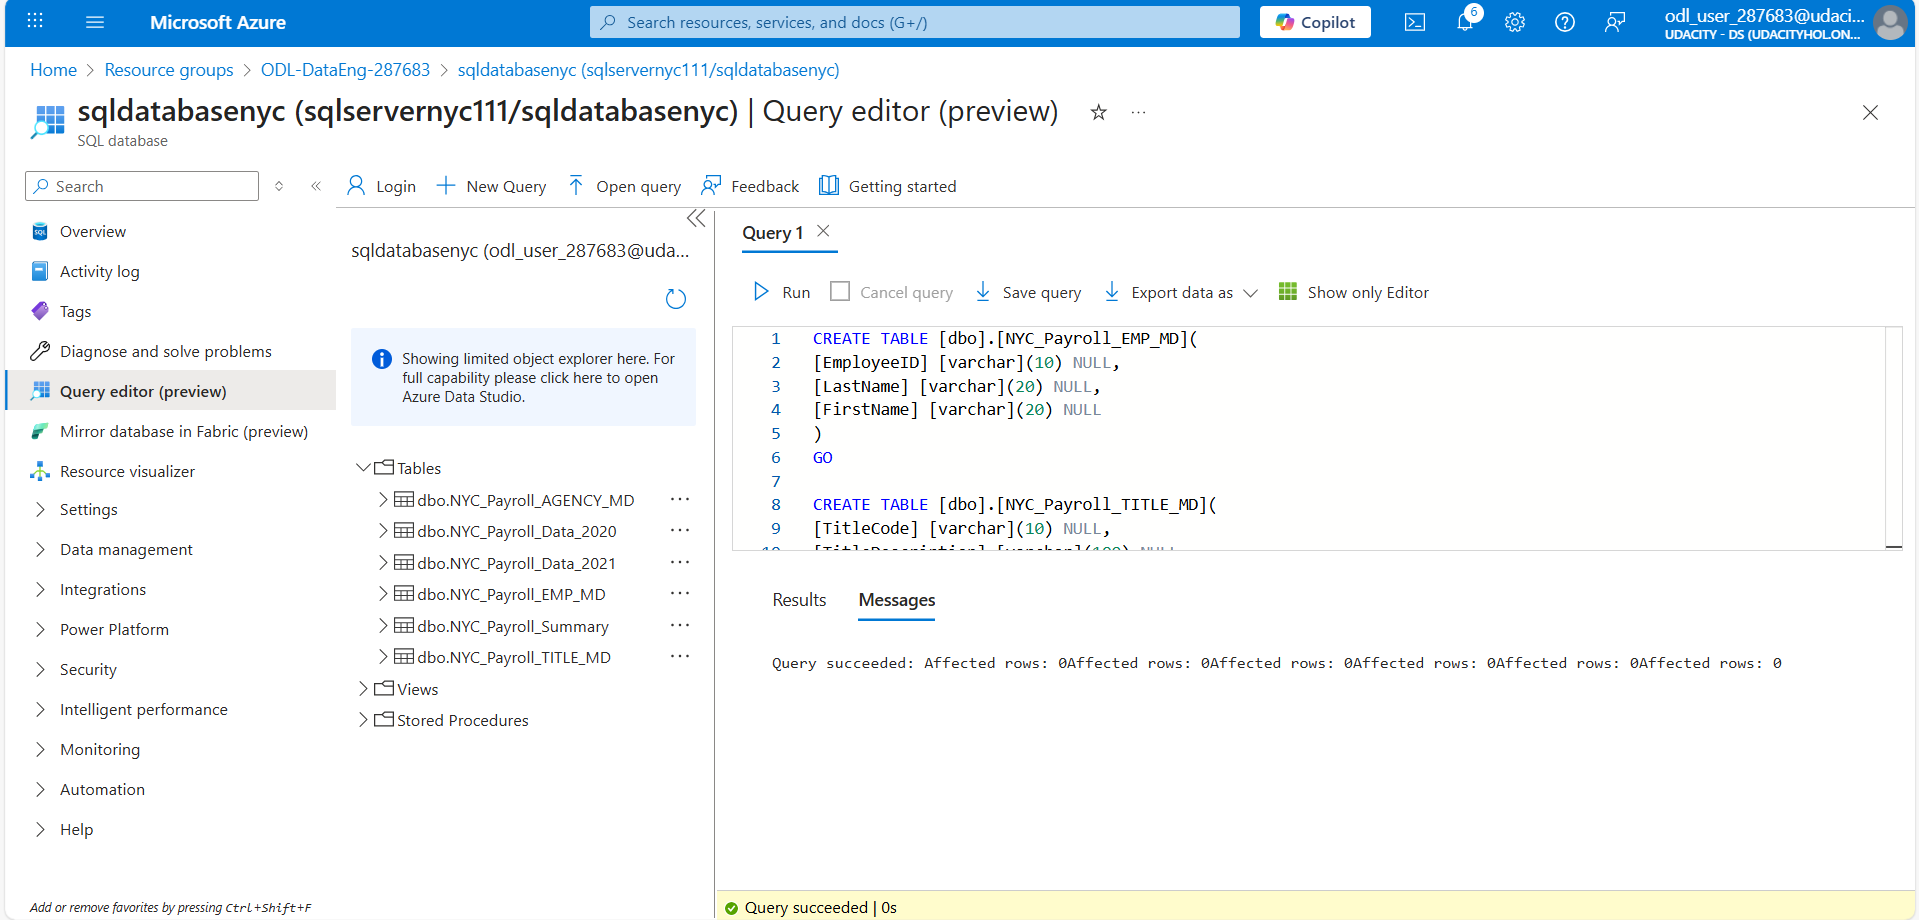 Microsoft Azure
Search resources, services, and docs (G+/)
Copilot
6
odl_user_287683@udaci...
UDACITY - DS (UDACITYHOL.ON...
Home > Resource groups > ODL-DataEng-287683 > sqldatabasenyc (sqlservernyc111/sqldatabasenyc)
sqldatabasenyc (sqlservernyc111/sqldatabasenyc) | Query editor (preview)
SQL database
Search
Overview
Activity log
Tags
Diagnose and solve problems
Query editor (preview)
Mirror database in Fabric (preview)
Resource visualizer
Settings
Data management
Integrations
Power Platform
Security
Intelligent performance
Monitoring
Automation
Help
Add or remove favorites by pressing Ctrl+Shift+F
Login
New Query
Open query
Feedback
Getting started
sqldatabasenyc (odl_user_287683@uda...
Showing limited object explorer here. For
full capability please click here to open
Azure Data Studio.
Tables
dbo.NYC_Payroll_AGENCY_MD
dbo.NYC_Payroll_Data_2020
dbo.NYC_Payroll_Data_2021
dbo.NYC_Payroll_EMP_MD
dbo.NYC_Payroll_Summary
dbo.NYC_Payroll_TITLE_MD
Views
Stored Procedures
Query 1
Run
Cancel query
Save query
Export data as
Show only Editor
1 CREATE TABLE [dbo].[NYC_Payroll_EMP_MD](
2 [EmployeeID] [varchar](10) NULL,
3 [LastName] [varchar](20) NULL,
4 [FirstName] [varchar](20) NULL
5 )
6 GO
7
8 CREATE TABLE [dbo].[NYC_Payroll_TITLE_MD](
9 [TitleCode] [varchar](10) NULL,
10 [TitleDescription] [varchar](100) NULL
Results
Messages
Query succeeded: Affected rows: 0Affected rows: 0Affected rows: 0Affected rows: 0Affected rows: 0Affected rows: 0
Query succeeded | 0s